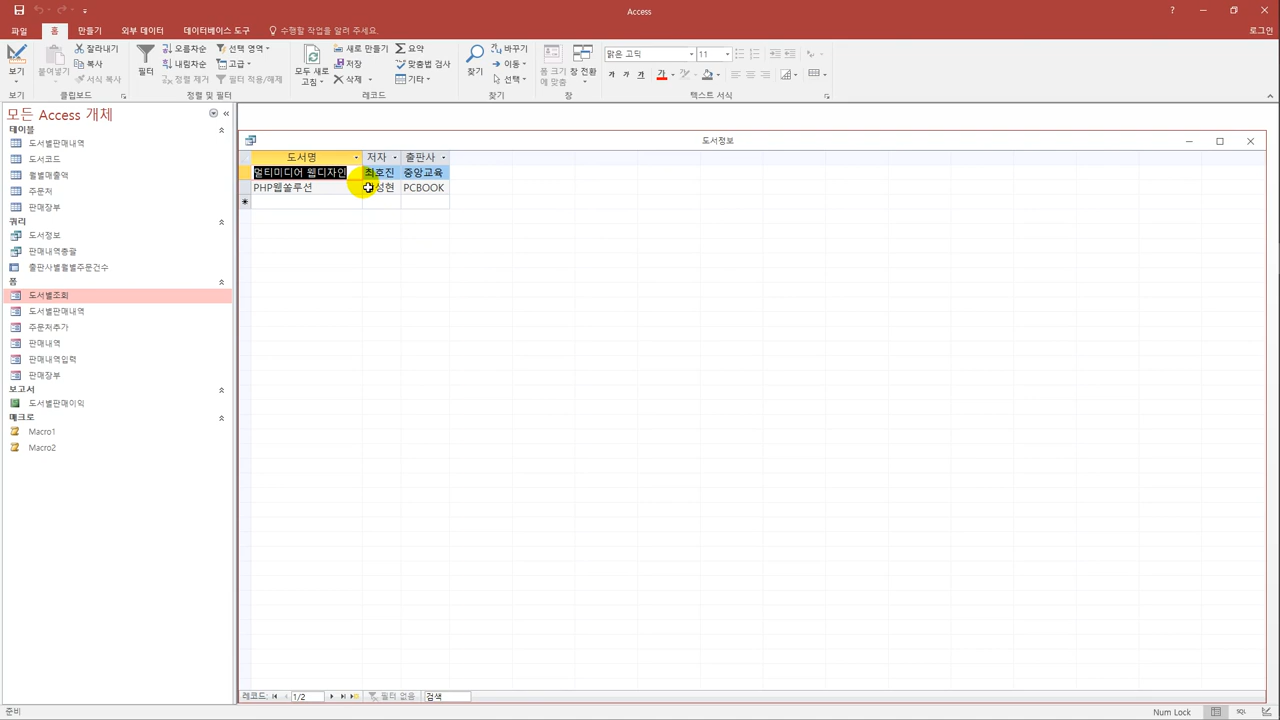 Access
로그인
파일 홈 만들기 외부 데이터 데이터베이스 도구 수행할 작업을 알려 주세요.
보기
붙여넣기
잘라내기
복사
서식 복사
필터
오름차순
내림차순
정렬 제거
선택 영역
고급
필터 적용/해제
모두 새로 고침
새로 만들기
저장
삭제
요약
맞춤법 검사
기타
찾기
바꾸기
이동
선택
폼 크기에 맞춤
창 전환
맑은 고딕 11
가 가 가 가
보기 클립보드 정렬 및 필터 레코드 찾기 창 텍스트 서식
모든 Access 개체
테이블
도서별판매내역
도서코드
월별매출액
주문처
판매장부
쿼리
도서정보
판매내역총괄
출판사별월별주문건수
폼
도서별조회
도서별판매내역
주문처추가
판매내역
판매내역입력
판매장부
보고서
도서별판매이익
매크로
Macro1
Macro2
도서정보
도서명 저자 출판사
멀티미디어 웹디자인 최호진 중앙교육
PHP웹쏠루션 성현 PCBOOK
레코드: 1/2 필터 없음 검색
준비 Num Lock SQL